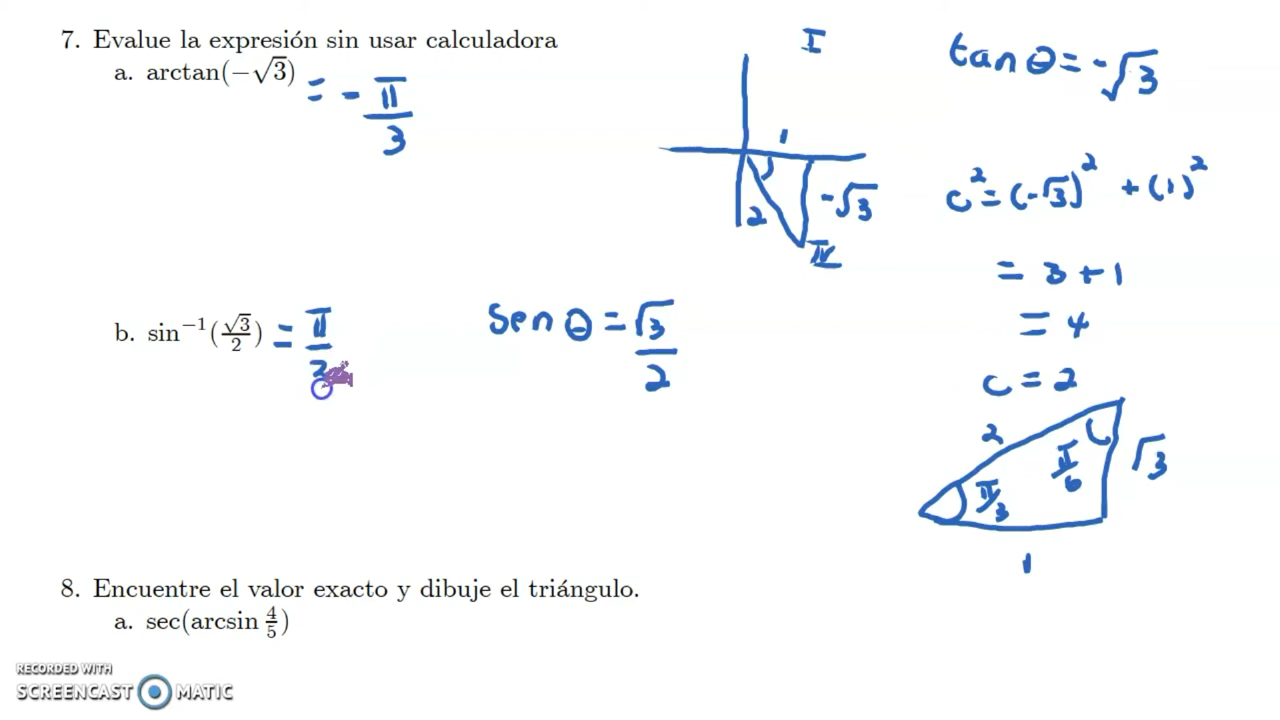 7. Evalue la expresión sin usar calculadora
a. arctan(−√3) = - π/3
I
tan θ = -√3
1
-√3
2
IV
c² = (-√3)² + (1)²
= 3 + 1
= 4
c = 2
b. sin⁻¹(√3/2) = π/3
sen θ = √3/2
2
√3
π/6
π/3
1
8. Encuentre el valor exacto y dibuje el triángulo.
a. sec(arcsin 4/5)
RECORDED WITH
SCREENCAST MATIC